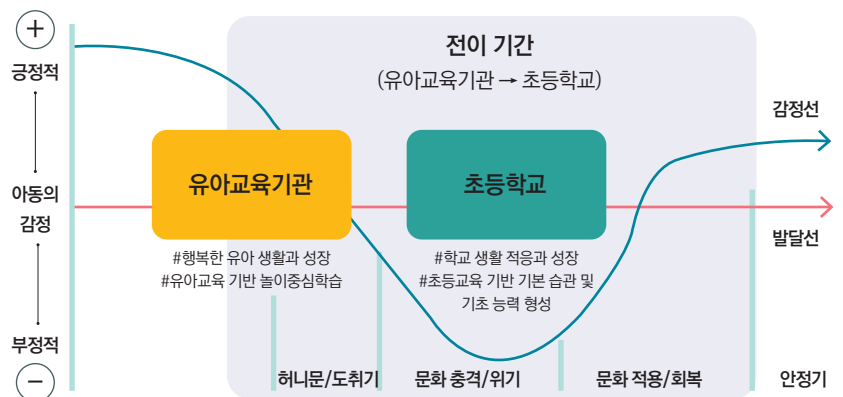 +
긍정적
아동의
감정
부정적
−
전이 기간
(유아교육기관 → 초등학교)
유아교육기관
#행복한 유아 생활과 성장
#유아교육 기반 놀이중심학습
초등학교
#학교 생활 적응과 성장
#초등교육 기반 기본 습관 및
기초 능력 형성
감정선
발달선
허니문/도취기
문화 충격/위기
문화 적용/회복
안정기